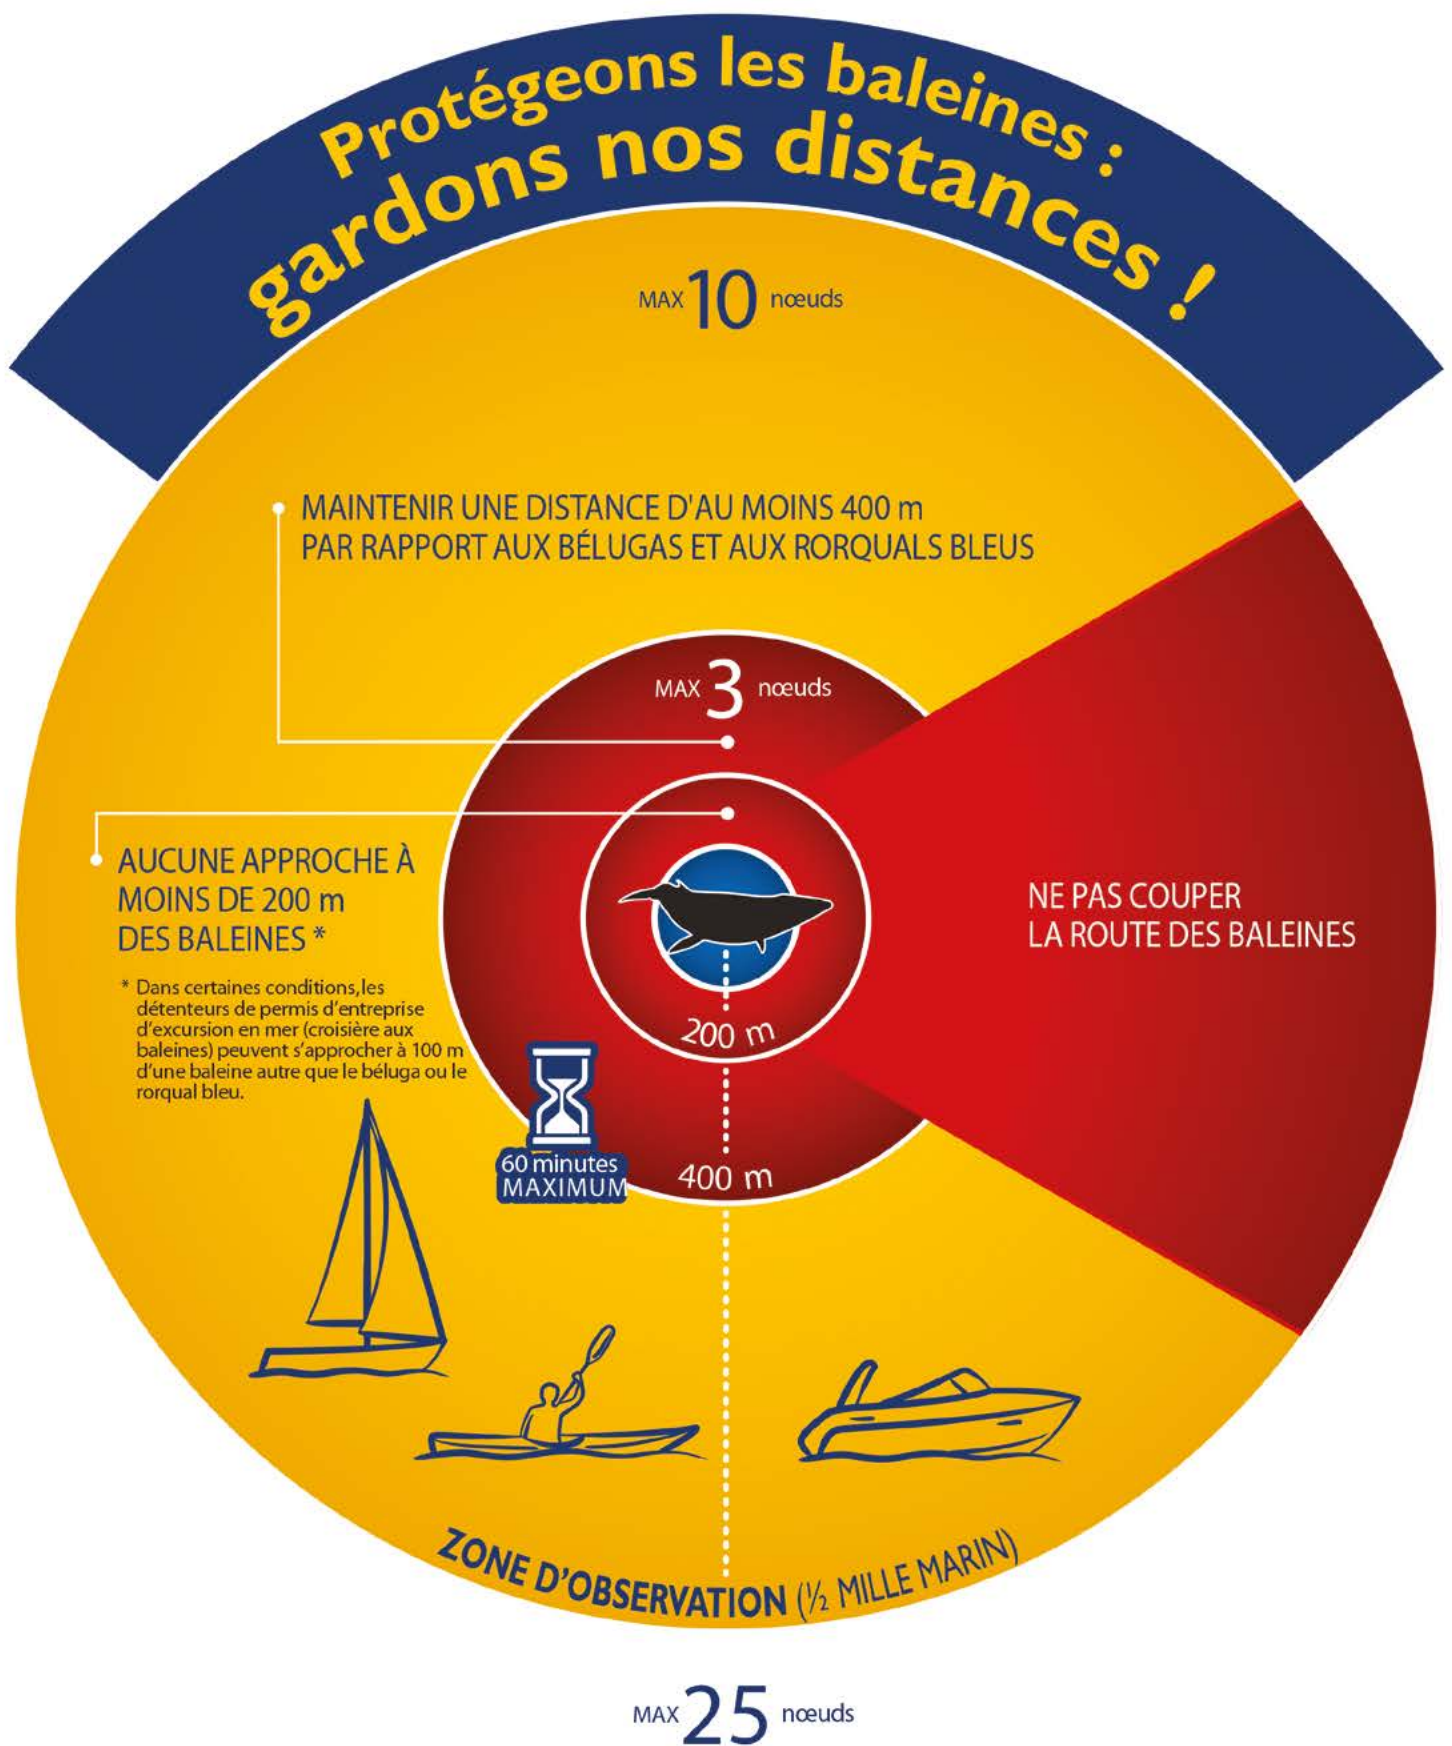 Protégeons les baleines :
gardons nos distances !
MAX 10 nœuds
MAINTENIR UNE DISTANCE D'AU MOINS 400 m
PAR RAPPORT AUX BÉLUGAS ET AUX RORQUALS BLEUS
MAX 3 nœuds
AUCUNE APPROCHE À
MOINS DE 200 m
DES BALEINES *
* Dans certaines conditions, les
détenteurs de permis d'entreprise
d'excursion en mer (croisière aux
baleines) peuvent s'approcher à 100 m
d'une baleine autre que le béluga ou le
rorqual bleu.
NE PAS COUPER
LA ROUTE DES BALEINES
200 m
60 minutes
MAXIMUM
400 m
ZONE D'OBSERVATION (½ MILLE MARIN)
MAX 25 nœuds